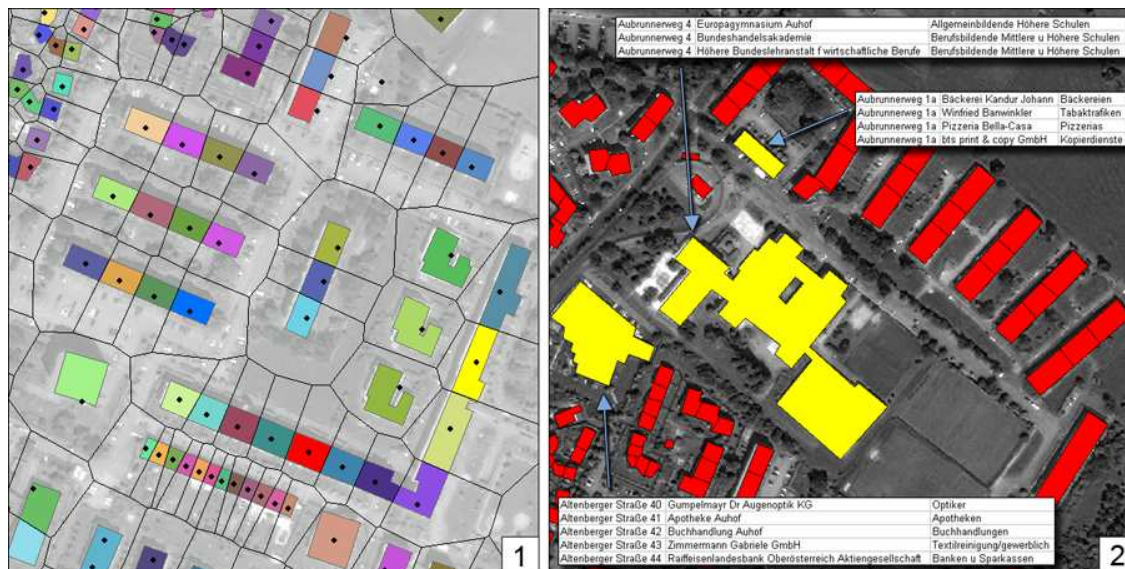 Aubrunnerweg 4 Europagymnasium Auhof Allgemeinbildende Höhere Schulen
Aubrunnerweg 4 Bundeshandelsakademie Berufsbildende Mittlere u Höhere Schulen
Aubrunnerweg 4 Höhere Bundeslehranstalt f wirtschaftliche Berufe Berufsbildende Mittlere u Höhere Schulen
Aubrunnerweg 1a Bäckerei Kandur Johann Bäckereien
Aubrunnerweg 1a Winfried Banwinkler Tabaktrafiken
Aubrunnerweg 1a Pizzeria Bella-Casa Pizzerias
Aubrunnerweg 1a bts print & copy GmbH Kopierdienste
Altenberger Straße 40 Gumpelmayr Dr Augenoptik KG Optiker
Altenberger Straße 41 Apotheke Auhof Apotheken
Altenberger Straße 42 Buchhandlung Auhof Buchhandlungen
Altenberger Straße 43 Zimmermann Gabriele GmbH Textilreinigung/gewerblich
Altenberger Straße 44 Raiffeisenlandesbank Oberösterreich Aktiengesellschaft Banken u Sparkassen
1
2